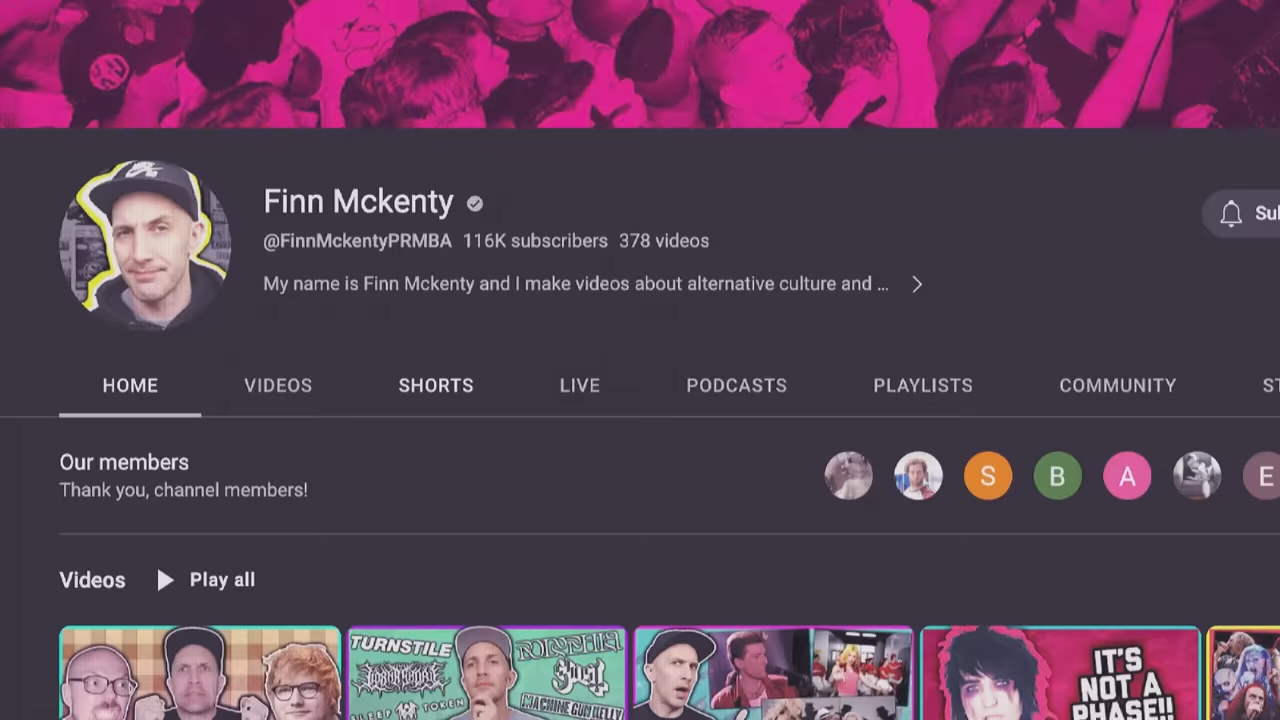 Finn Mckenty
@FinnMckentyPRMBA 116K subscribers 378 videos
My name is Finn Mckenty and I make videos about alternative culture and ...
HOME VIDEOS SHORTS LIVE PODCASTS PLAYLISTS COMMUNITY
Our members
Thank you, channel members!
S B A E
Videos Play all
TURNSTILE
GHOST
SLEEP TOKEN
MACHINE GUN KELLY
IT'S
NOT A
PHASE!!